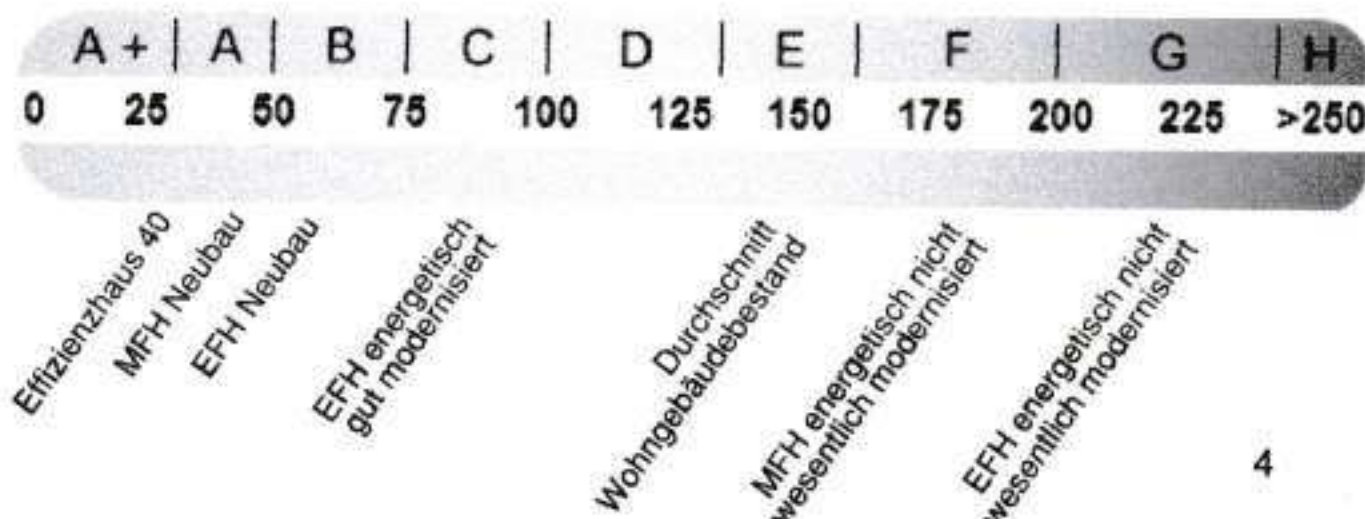 A+ | A | B | C | D | E | F | G | H
0 25 50 75 100 125 150 175 200 225 >250
Effizienzhaus 40
MFH Neubau
EFH Neubau
EFH energetisch
gut modernisiert
Durchschnitt
Wohngebäudebestand
MFH energetisch nicht
wesentlich modernisiert
EFH energetisch nicht
wesentlich modernisiert
4